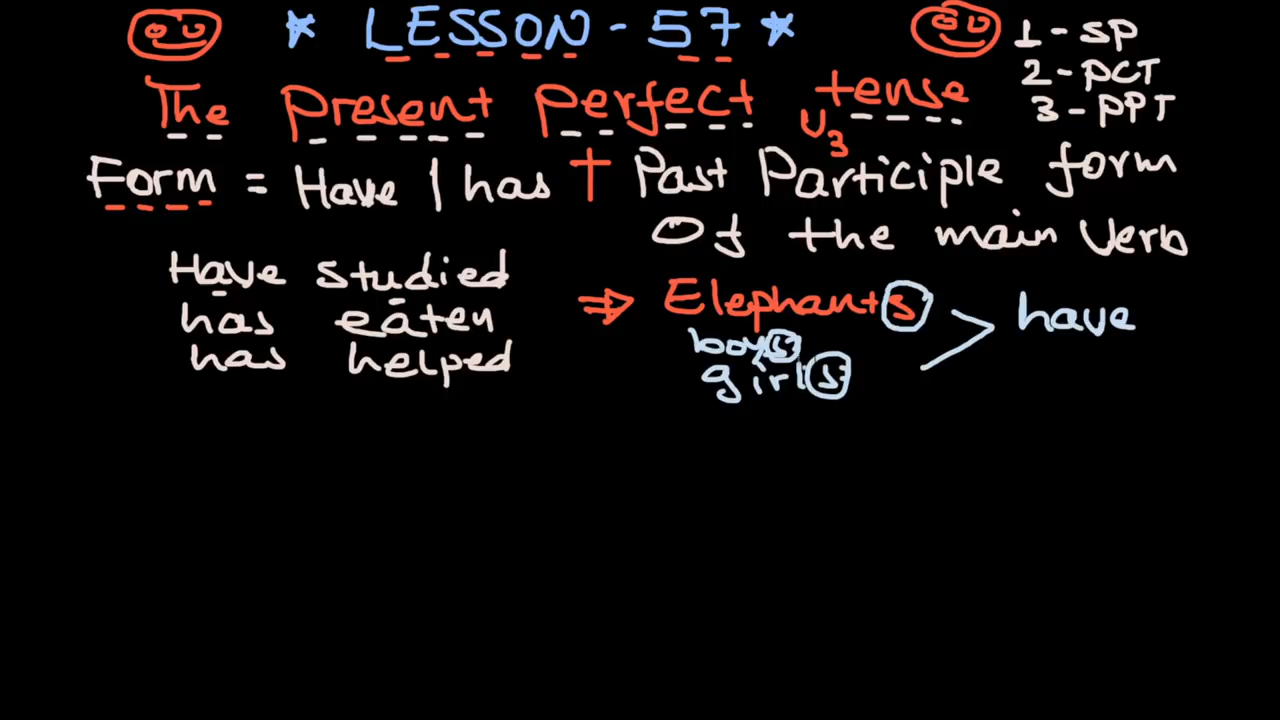 * LESSON - 57 *
1 - SP
2 - PCT
3 - PPT
The present perfect tense
V3
Form = Have / has + Past Participle form
Of the main Verb
Have studied
has eaten
has helped
⇒ Elephants > have
boys
girls